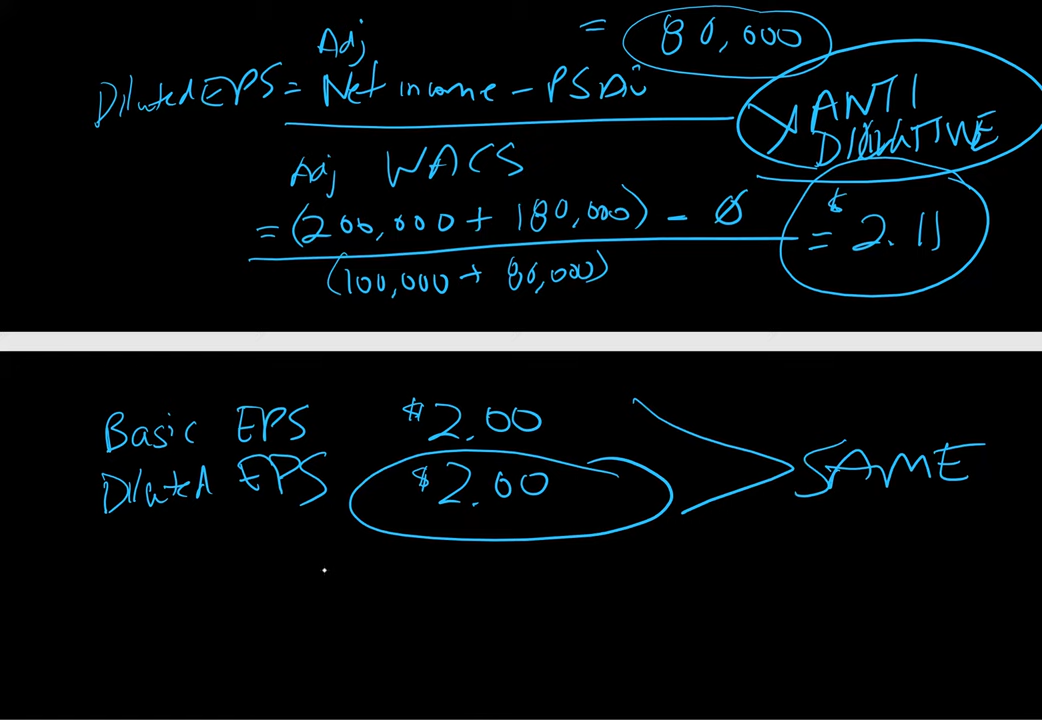 = 80,000
Adj
Diluted EPS = Net income - PS Div
ANTI
DILUTIVE
Adj WACS
= (200,000 + 180,000) - 0
(100,000 + 80,000)
$
= 2.11
Basic EPS $2.00
Diluted EPS $2.00
SAME